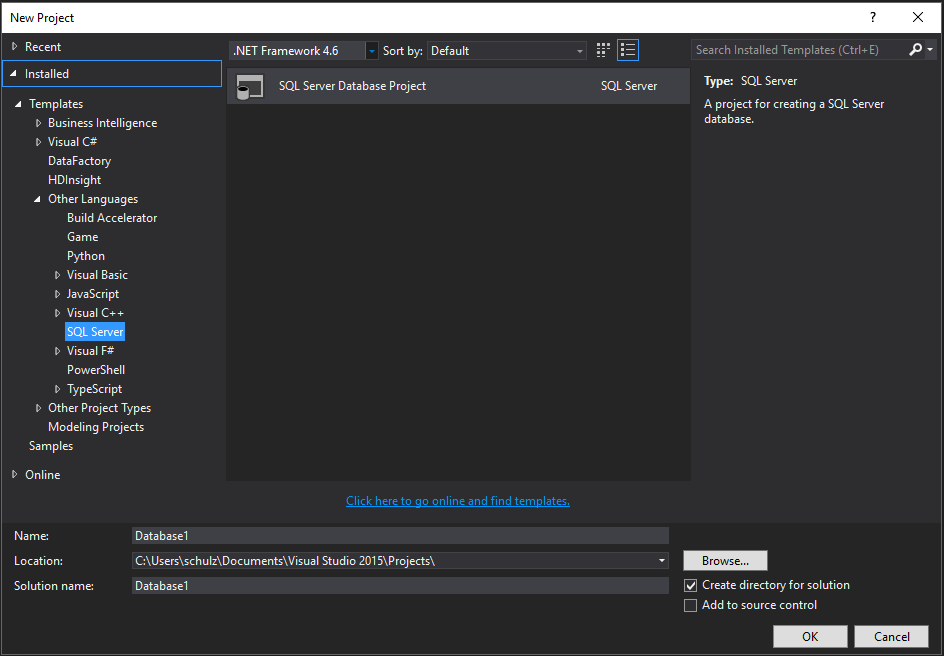 New Project
?
Recent
Installed
Templates
Business Intelligence
Visual C#
DataFactory
HDInsight
Other Languages
Build Accelerator
Game
Python
Visual Basic
JavaScript
Visual C++
SQL Server
Visual F#
PowerShell
TypeScript
Other Project Types
Modeling Projects
Samples
Online
.NET Framework 4.6
Sort by: Default
SQL Server Database Project SQL Server
Click here to go online and find templates.
Search Installed Templates (Ctrl+E)
Type: SQL Server
A project for creating a SQL Server
database.
Name: Database1
Location: C:\Users\schulz\Documents\Visual Studio 2015\Projects\
Browse...
Solution name: Database1
Create directory for solution
Add to source control
OK
Cancel